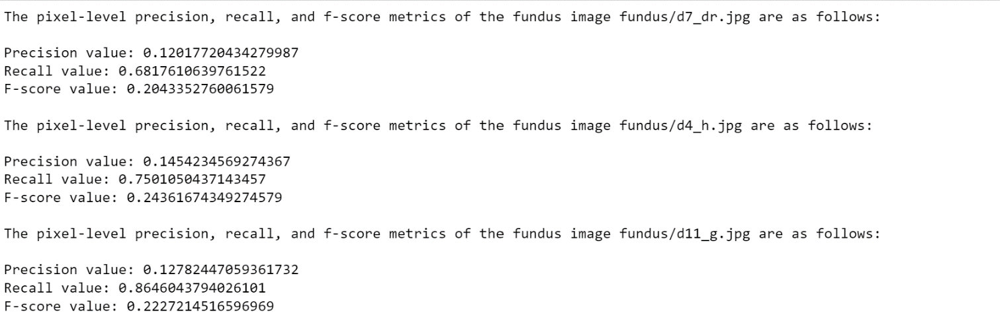 The pixel-level precision, recall, and f-score metrics of the fundus image fundus/d7_dr.jpg are as follows:
Precision value: 0.12017720434279987
Recall value: 0.6817610639761522
F-score value: 0.2043352760061579
The pixel-level precision, recall, and f-score metrics of the fundus image fundus/d4_h.jpg are as follows:
Precision value: 0.1454234569274367
Recall value: 0.7501050437143457
F-score value: 0.24361674349274579
The pixel-level precision, recall, and f-score metrics of the fundus image fundus/d11_g.jpg are as follows:
Precision value: 0.12782447059361732
Recall value: 0.8646043794026101
F-score value: 0.2227214516596969